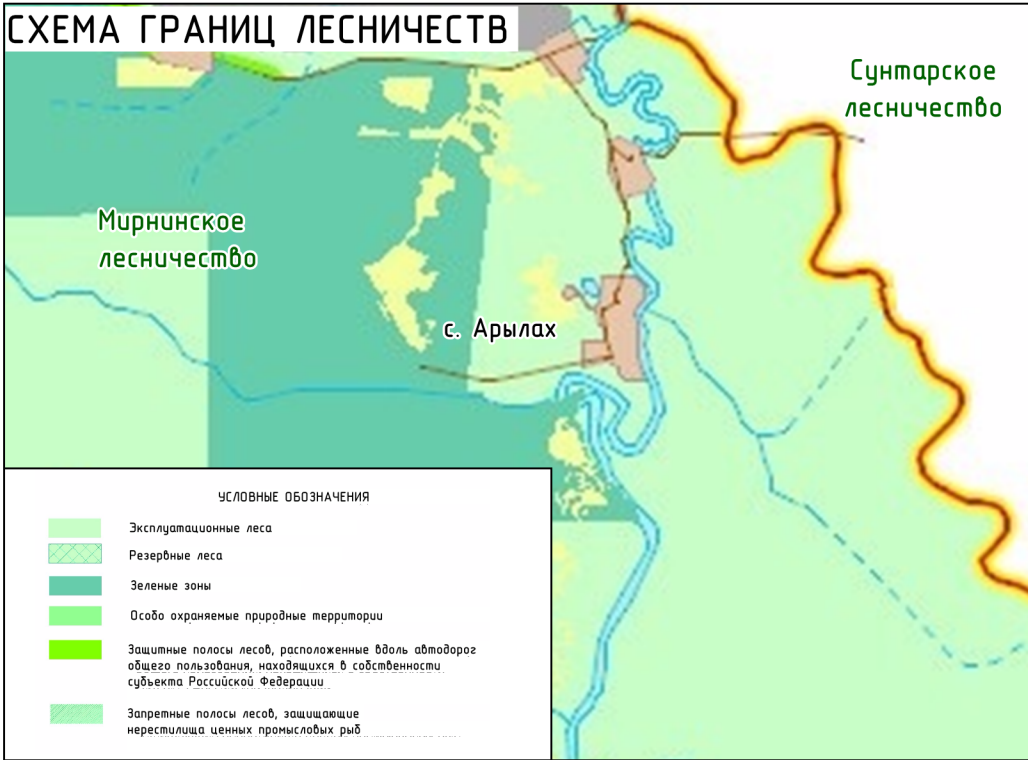 СХЕМА ГРАНИЦ ЛЕСНИЧЕСТВ
Сунтарское
лесничество
Мирнинское
лесничество
с. Арылах
УСЛОВНЫЕ ОБОЗНАЧЕНИЯ
Эксплуатационные леса
Резервные леса
Зеленые зоны
Особо охраняемые природные территории
Защитные полосы лесов, расположенные вдоль автодорог
общего пользования, находящихся в собственности
субъекта Российской Федерации
Запретные полосы лесов, защищающие
нерестилища ценных промысловых рыб